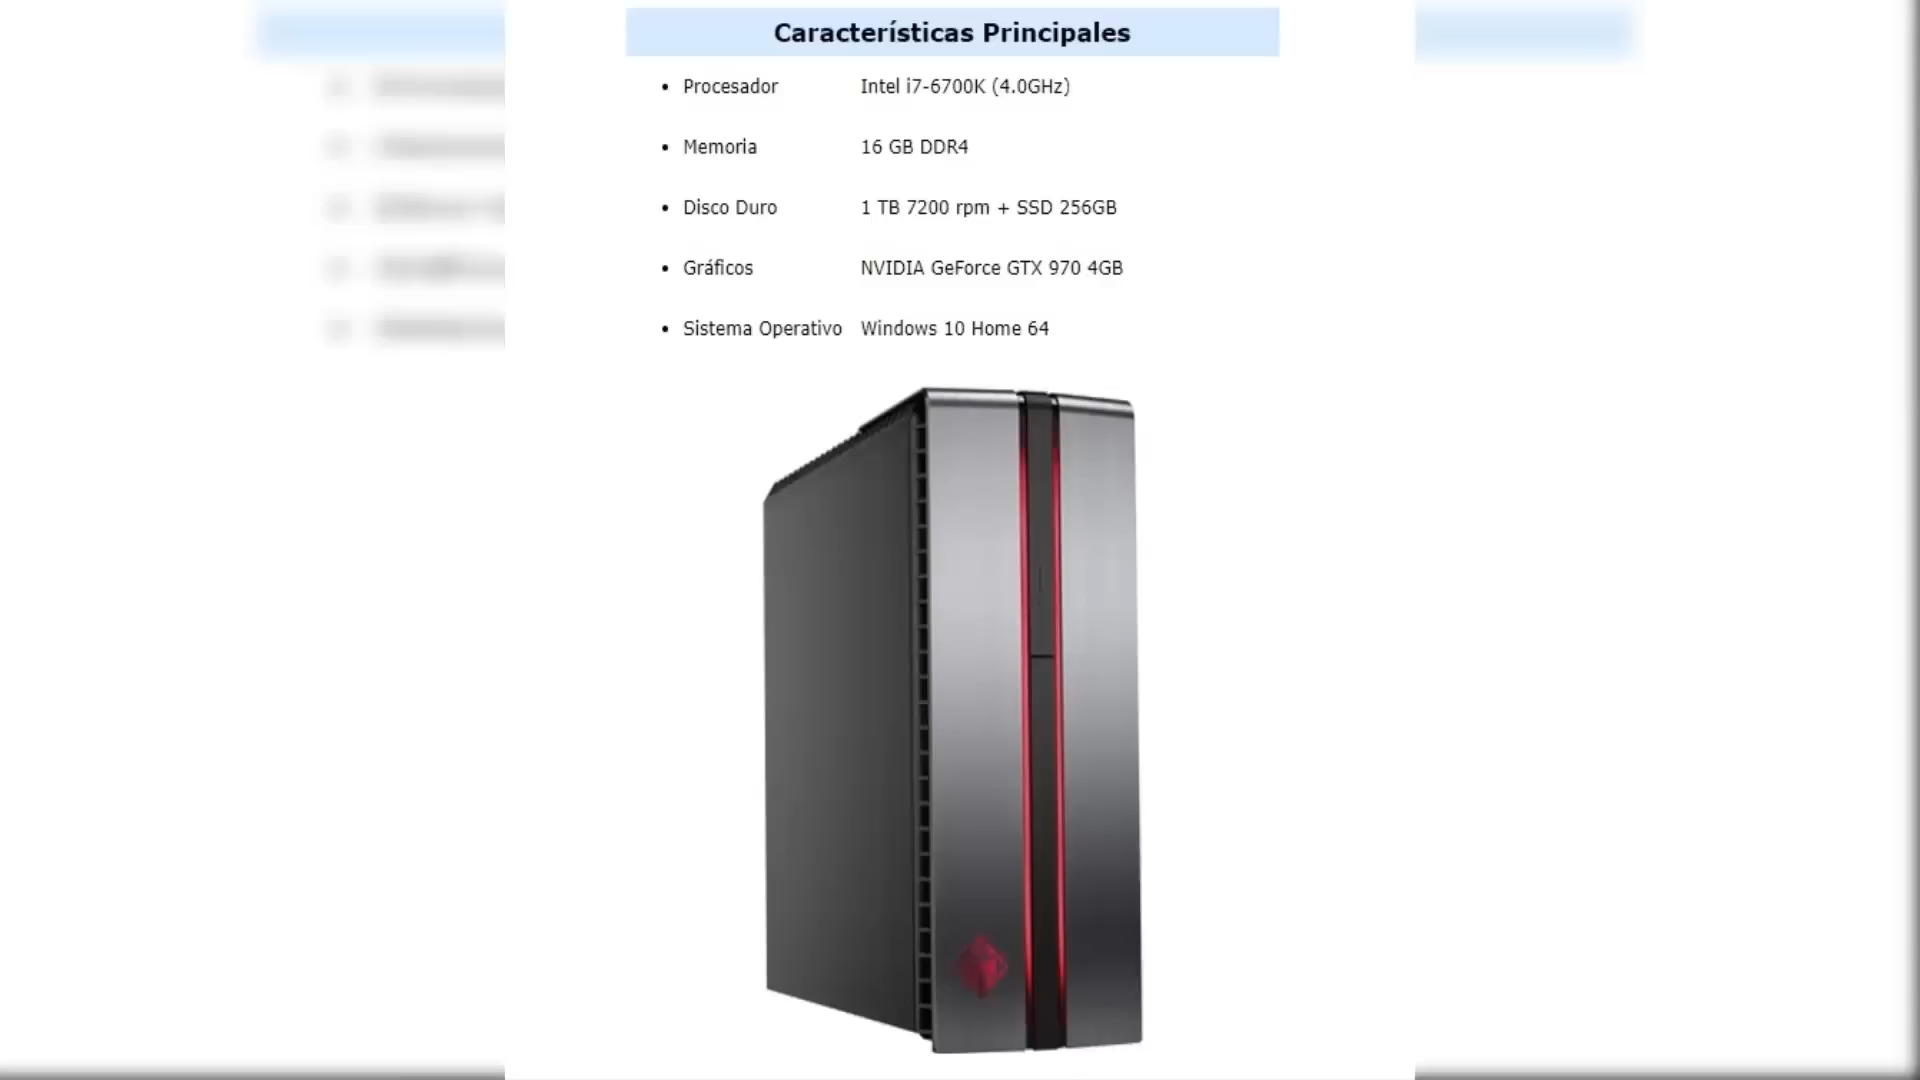 Características Principales
• Procesador Intel i7-6700K (4.0GHz)
• Memoria 16 GB DDR4
• Disco Duro 1 TB 7200 rpm + SSD 256GB
• Gráficos NVIDIA GeForce GTX 970 4GB
• Sistema Operativo Windows 10 Home 64